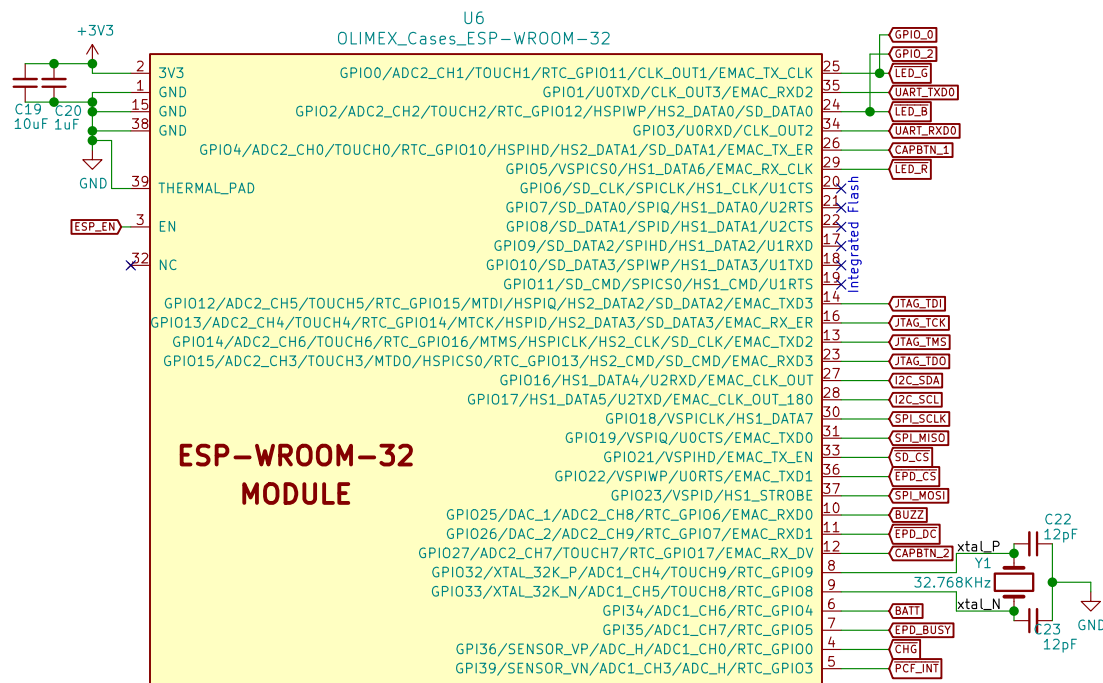 U6
OLIMEX_Cases_ESP-WROOM-32
+3V3
C19
10uF
C20
1uF
GND
2 3V3
1 GND
15 GND
38 GND
39 THERMAL_PAD
ESP_EN 3 EN
32 NC
ESP-WROOM-32
MODULE
GPIO0/ADC2_CH1/TOUCH1/RTC_GPIO11/CLK_OUT1/EMAC_TX_CLK 25
GPIO_0
GPIO_2
LED_G
GPIO1/U0TXD/CLK_OUT3/EMAC_RXD2 35 UART_TXD0
GPIO2/ADC2_CH2/TOUCH2/RTC_GPIO12/HSPIWP/HS2_DATA0/SD_DATA0 24 LED_B
GPIO3/U0RXD/CLK_OUT2 34 UART_RXD0
GPIO4/ADC2_CH0/TOUCH0/RTC_GPIO10/HSPIHD/HS2_DATA1/SD_DATA1/EMAC_TX_ER 26 CAPBTN_1
GPIO5/VSPICS0/HS1_DATA6/EMAC_RX_CLK 29 LED_R
GPIO6/SD_CLK/SPICLK/HS1_CLK/U1CTS 20
GPIO7/SD_DATA0/SPIQ/HS1_DATA0/U2RTS 21
GPIO8/SD_DATA1/SPID/HS1_DATA1/U2CTS 22
GPIO9/SD_DATA2/SPIHD/HS1_DATA2/U1RXD 17
GPIO10/SD_DATA3/SPIWP/HS1_DATA3/U1TXD 18
GPIO11/SD_CMD/SPICS0/HS1_CMD/U1RTS 19
Integrated Flash
GPIO12/ADC2_CH5/TOUCH5/RTC_GPIO15/MTDI/HSPIQ/HS2_DATA2/SD_DATA2/EMAC_TXD3 14 JTAG_TDI
GPIO13/ADC2_CH4/TOUCH4/RTC_GPIO14/MTCK/HSPID/HS2_DATA3/SD_DATA3/EMAC_RX_ER 16 JTAG_TCK
GPIO14/ADC2_CH6/TOUCH6/RTC_GPIO16/MTMS/HSPICLK/HS2_CLK/SD_CLK/EMAC_TXD2 13 JTAG_TMS
GPIO15/ADC2_CH3/TOUCH3/MTDO/HSPICS0/RTC_GPIO13/HS2_CMD/SD_CMD/EMAC_RXD3 23 JTAG_TDO
GPIO16/HS1_DATA4/U2RXD/EMAC_CLK_OUT 27 I2C_SDA
GPIO17/HS1_DATA5/U2TXD/EMAC_CLK_OUT_180 28 I2C_SCL
GPIO18/VSPICLK/HS1_DATA7 30 SPI_SCLK
GPIO19/VSPIQ/U0CTS/EMAC_TXD0 31 SPI_MISO
GPIO21/VSPIHD/EMAC_TX_EN 33 SD_CS
GPIO22/VSPIWP/U0RTS/EMAC_TXD1 36 EPD_CS
GPIO23/VSPID/HS1_STROBE 37 SPI_MOSI
GPIO25/DAC_1/ADC2_CH8/RTC_GPIO6/EMAC_RXD0 10 BUZZ
GPIO26/DAC_2/ADC2_CH9/RTC_GPIO7/EMAC_RXD1 11 EPD_DC
GPIO27/ADC2_CH7/TOUCH7/RTC_GPIO17/EMAC_RX_DV 12 CAPBTN_2
GPIO32/XTAL_32K_P/ADC1_CH4/TOUCH9/RTC_GPIO9 8
GPIO33/XTAL_32K_N/ADC1_CH5/TOUCH8/RTC_GPIO8 9
GPI34/ADC1_CH6/RTC_GPIO4 6 BATT
GPI35/ADC1_CH7/RTC_GPIO5 7 EPD_BUSY
GPI36/SENSOR_VP/ADC_H/ADC1_CH0/RTC_GPIO0 4 CHG
GPI39/SENSOR_VN/ADC1_CH3/ADC_H/RTC_GPIO3 5 PCF_INT
C22
12pF
xtal_P
Y1
32.768KHz
xtal_N
C23
12pF
GND